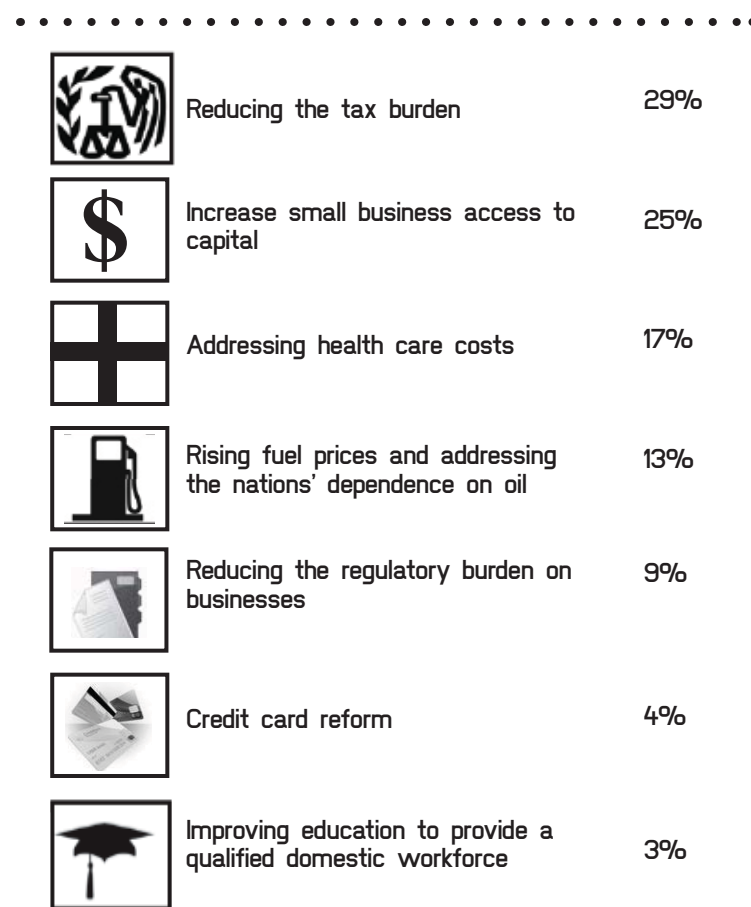 Reducing the tax burden 29%
Increase small business access to
capital 25%
Addressing health care costs 17%
Rising fuel prices and addressing
the nations' dependence on oil 13%
Reducing the regulatory burden on
businesses 9%
Credit card reform 4%
Improving education to provide a
qualified domestic workforce 3%
$